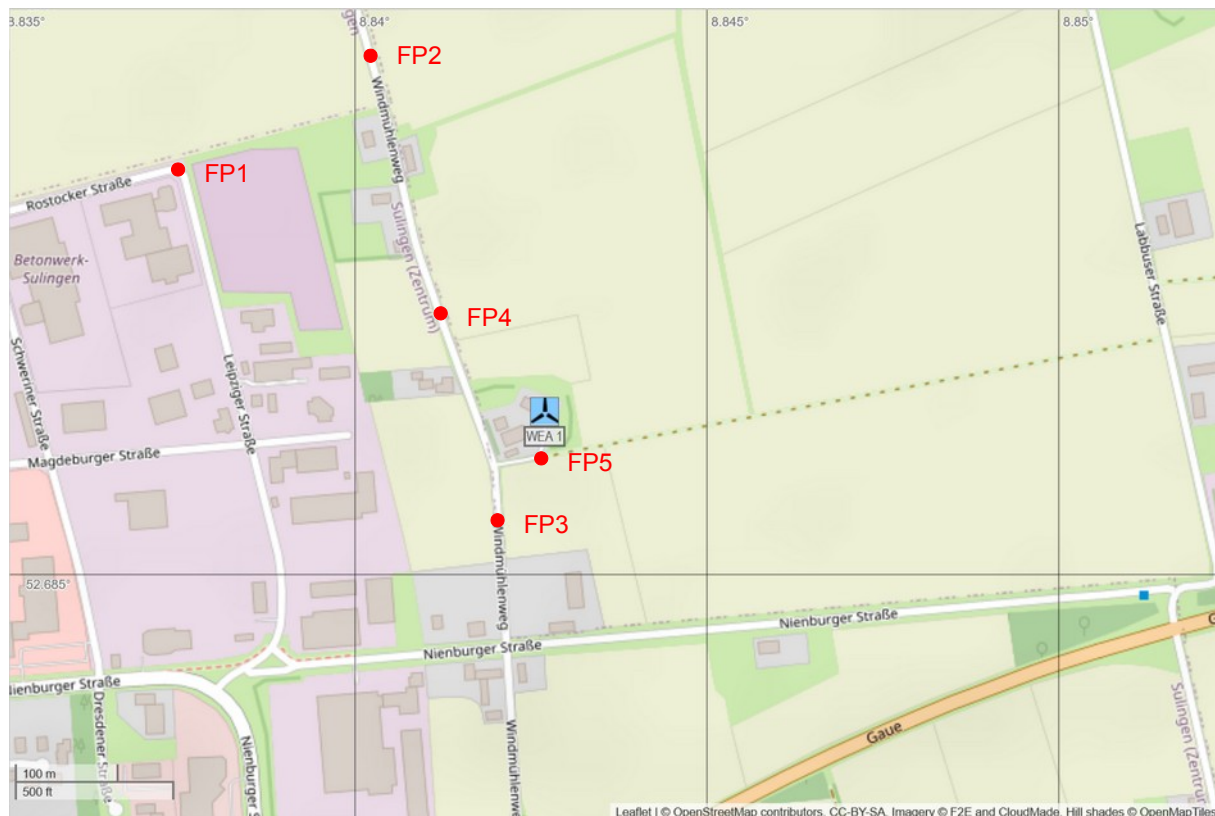 8.835°
8.84°
8.845°
8.85°
FP2
Windmühlenweg
FP1
Rostocker Straße
Sulingen (Zentrum)
Betonwerk-
Sulingen
Labbuser Straße
FP4
Schweriner Straße
Leipziger Straße
WEA 1
Magdeburger Straße
FP5
FP3
Windmühlenweg
52.685°
Nienburger Straße
Nienburger Straße
Nienburger Straße
Dresdener Straße
Sulingen (Zentrum)
Gaue
100 m
500 ft
Leaflet | © OpenStreetMap contributors, CC-BY-SA, Imagery © F2E and CloudMade, Hill shades © OpenMapTiles